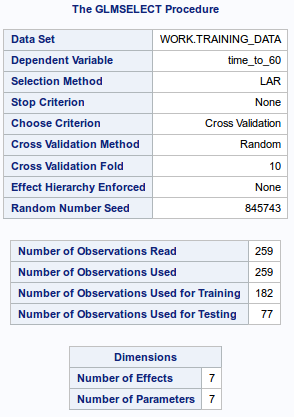 The GLMSELECT Procedure
Data Set WORK.TRAINING_DATA
Dependent Variable time_to_60
Selection Method LAR
Stop Criterion None
Choose Criterion Cross Validation
Cross Validation Method Random
Cross Validation Fold 10
Effect Hierarchy Enforced None
Random Number Seed 845743
Number of Observations Read 259
Number of Observations Used 259
Number of Observations Used for Training 182
Number of Observations Used for Testing 77
Dimensions
Number of Effects 7
Number of Parameters 7